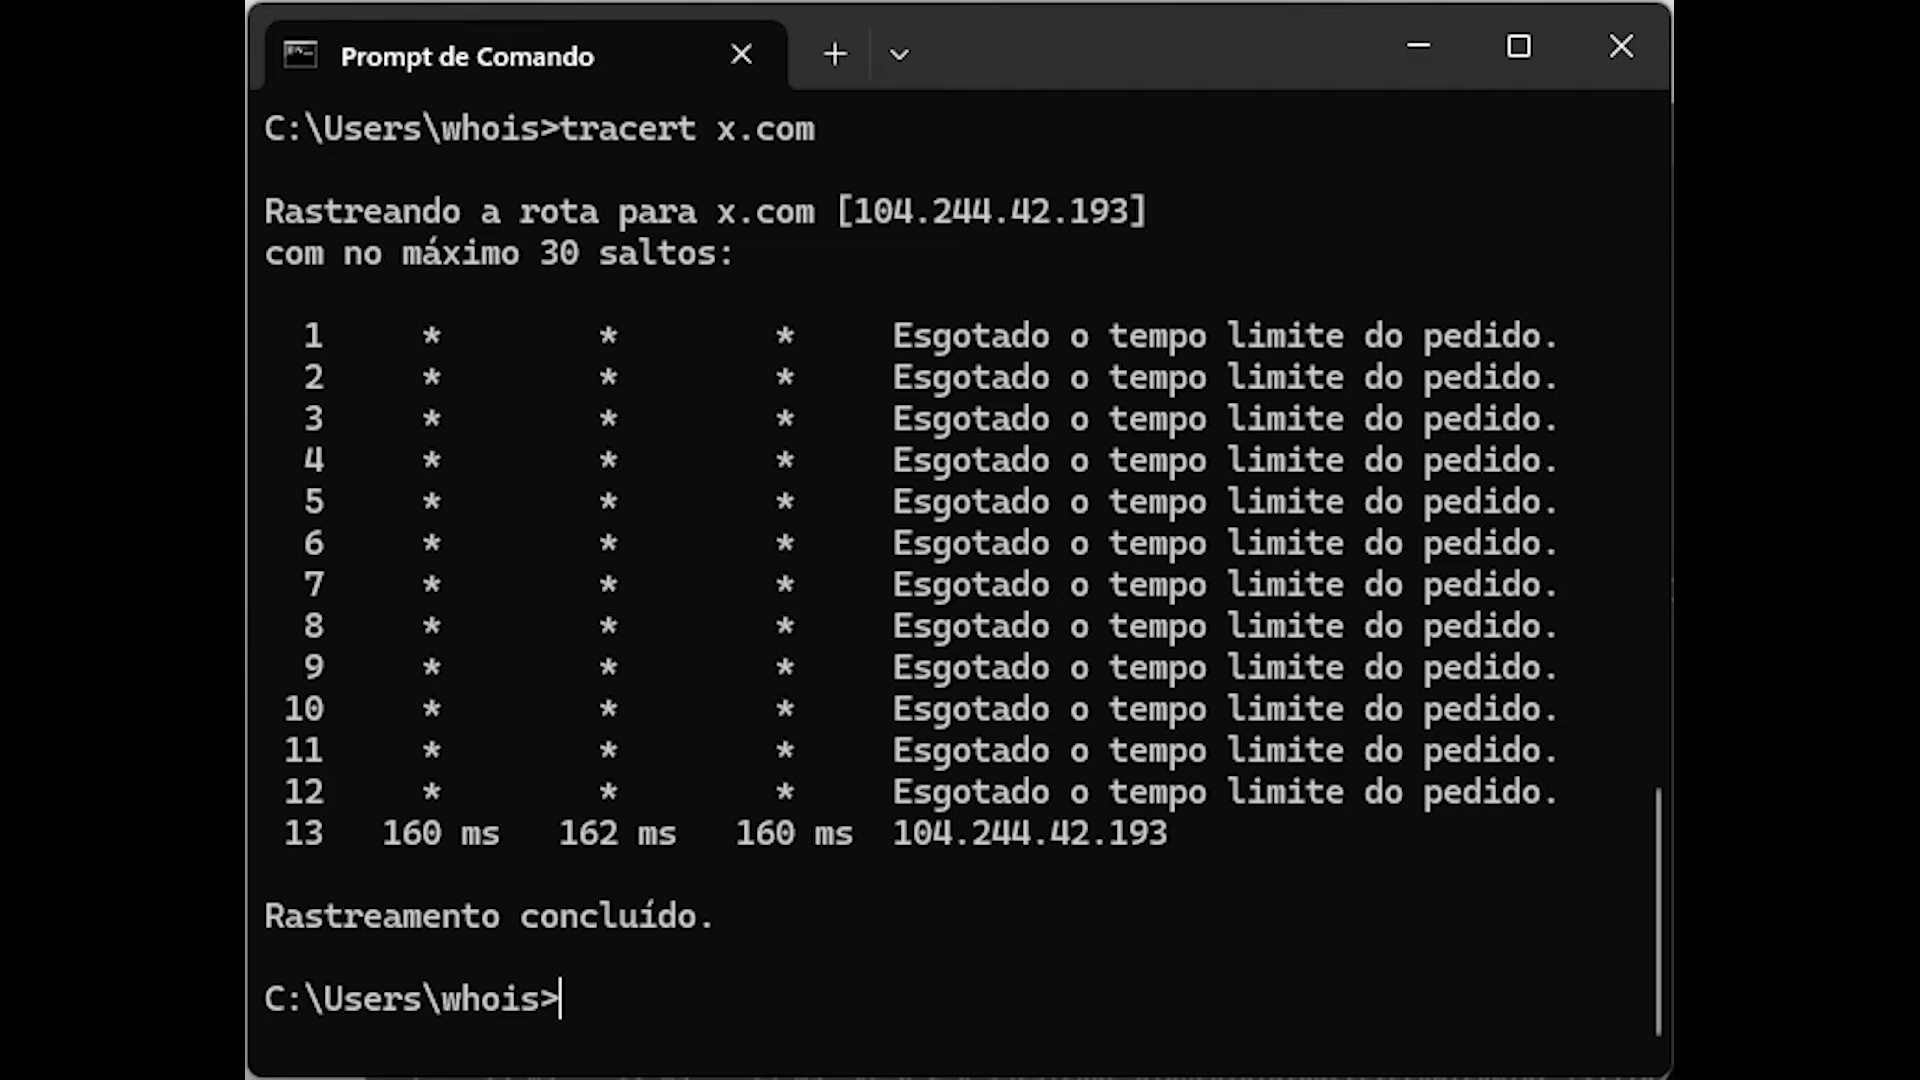 Prompt de Comando
C:\Users\whois>tracert x.com
Rastreando a rota para x.com [104.244.42.193]
com no máximo 30 saltos:
1 * * * Esgotado o tempo limite do pedido.
2 * * * Esgotado o tempo limite do pedido.
3 * * * Esgotado o tempo limite do pedido.
4 * * * Esgotado o tempo limite do pedido.
5 * * * Esgotado o tempo limite do pedido.
6 * * * Esgotado o tempo limite do pedido.
7 * * * Esgotado o tempo limite do pedido.
8 * * * Esgotado o tempo limite do pedido.
9 * * * Esgotado o tempo limite do pedido.
10 * * * Esgotado o tempo limite do pedido.
11 * * * Esgotado o tempo limite do pedido.
12 * * * Esgotado o tempo limite do pedido.
13 160 ms 162 ms 160 ms 104.244.42.193
Rastreamento concluído.
C:\Users\whois>